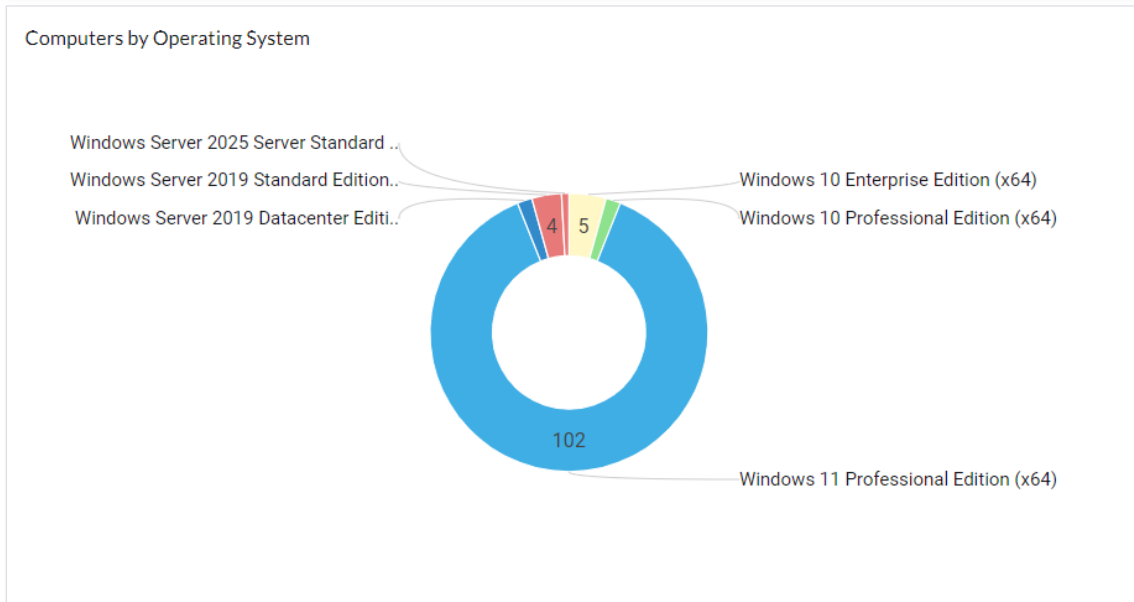 Computers by Operating System
Windows Server 2025 Server Standard ..
Windows Server 2019 Standard Edition..
Windows 10 Enterprise Edition (x64)
Windows Server 2019 Datacenter Editi..
Windows 10 Professional Edition (x64)
4
5
102
Windows 11 Professional Edition (x64)